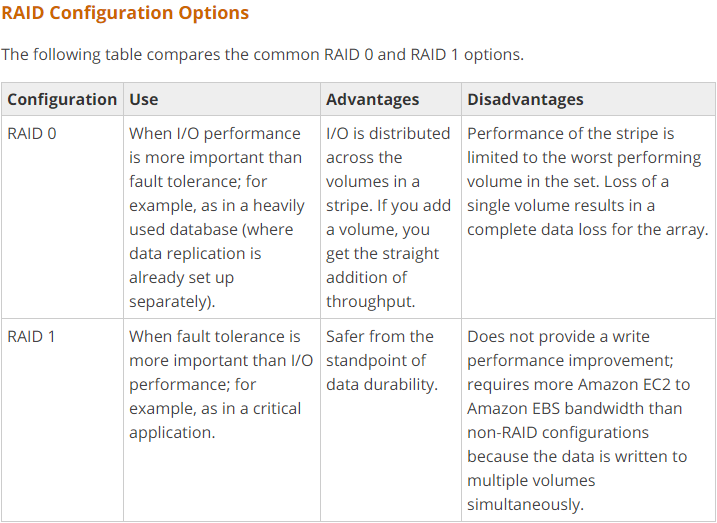 RAID Configuration Options
The following table compares the common RAID 0 and RAID 1 options.
Configuration Use Advantages Disadvantages
RAID 0
When I/O performance
is more important than
fault tolerance; for
example, as in a heavily
used database (where
data replication is
already set up
separately).
I/O is distributed
across the
volumes in a
stripe. If you add
a volume, you
get the straight
addition of
throughput.
Performance of the stripe is
limited to the worst performing
volume in the set. Loss of a
single volume results in a
complete data loss for the array.
RAID 1
When fault tolerance is
more important than I/O
performance; for
example, as in a critical
application.
Safer from the
standpoint of
data durability.
Does not provide a write
performance improvement;
requires more Amazon EC2 to
Amazon EBS bandwidth than
non-RAID configurations
because the data is written to
multiple volumes
simultaneously.